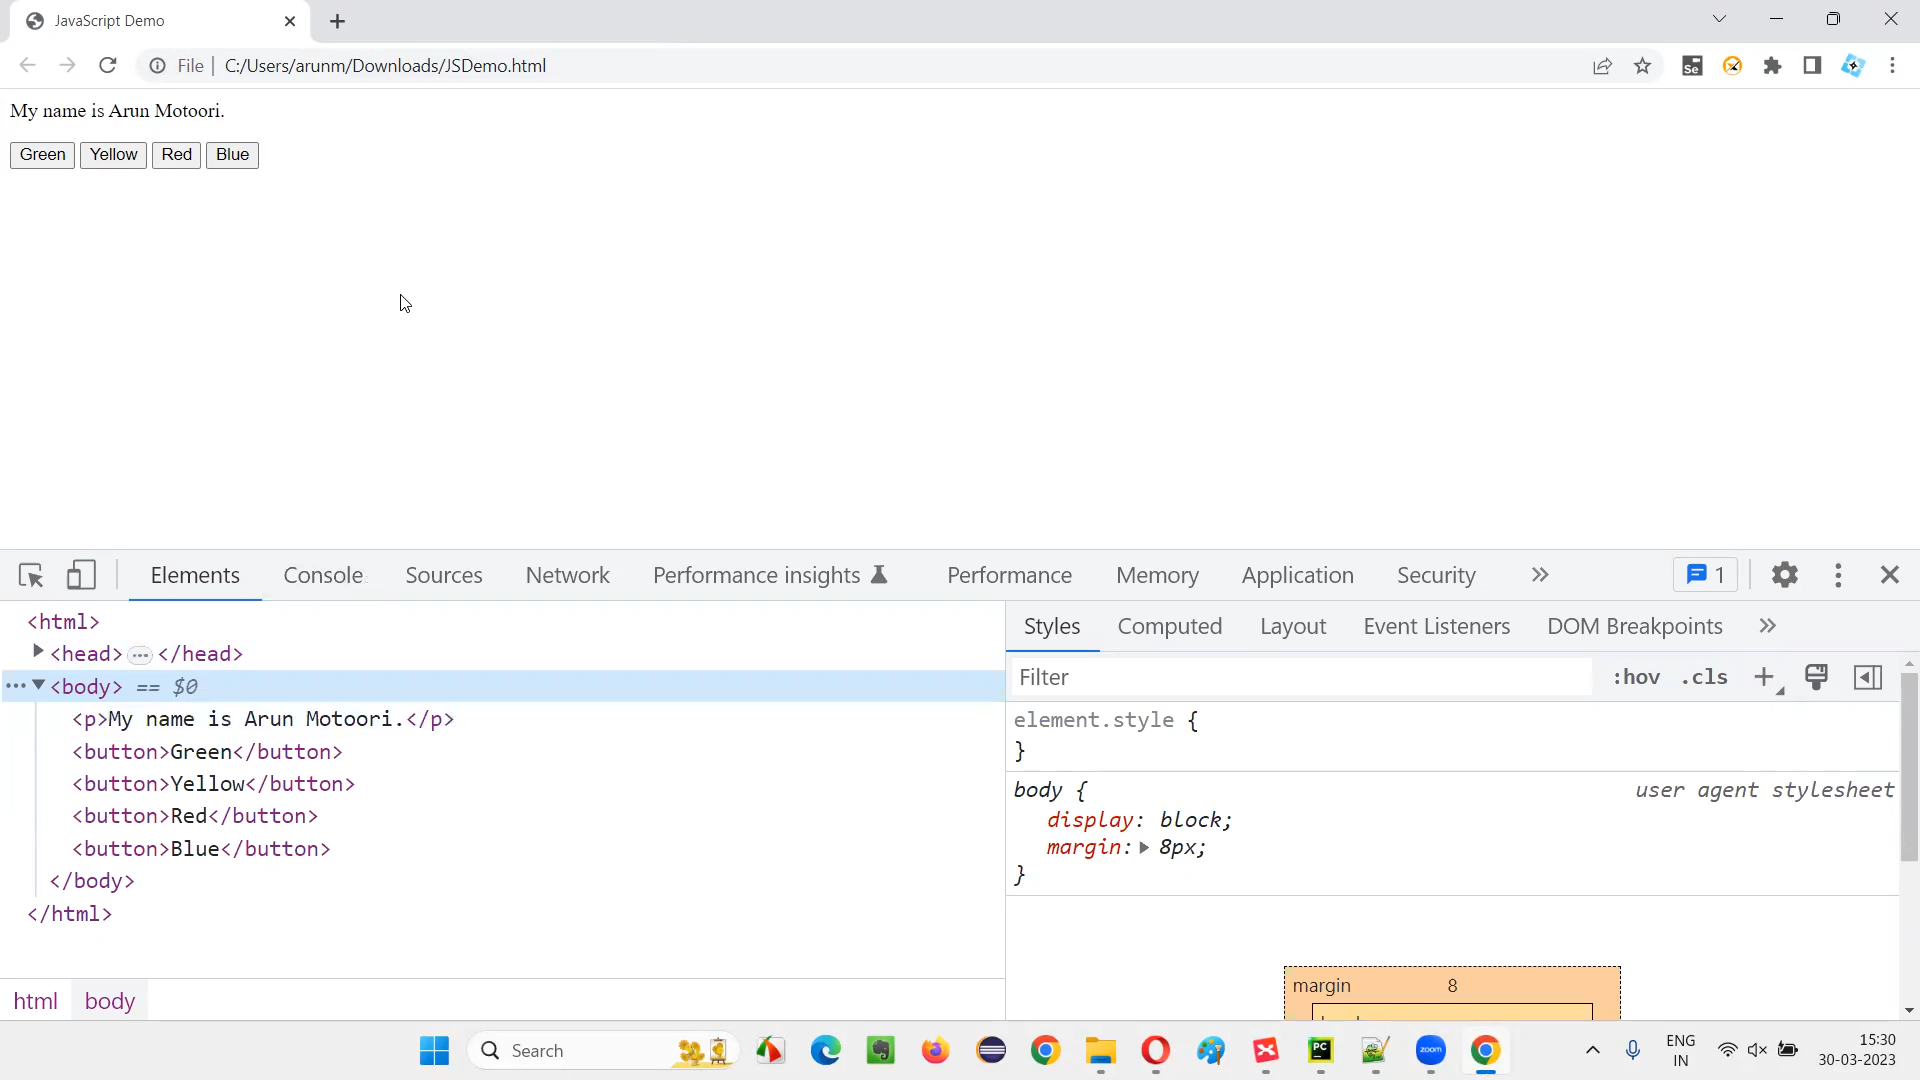 JavaScript Demo
File
C:/Users/arunm/Downloads/JSDemo.html
Se
My name is Arun Motoori.
Green Yellow Red Blue
Elements Console Sources Network Performance insights Performance Memory Application Security » 1
<html>
<head> ··· </head>
··· <body> == $0
<p>My name is Arun Motoori.</p>
<button>Green</button>
<button>Yellow</button>
<button>Red</button>
<button>Blue</button>
</body>
</html>
html body
Styles Computed Layout Event Listeners DOM Breakpoints »
Filter :hov .cls
element.style {
}
body { user agent stylesheet
display: block;
margin: 8px;
}
margin 8
Search
PC
zoom
ENG
IN
15:30
30-03-2023